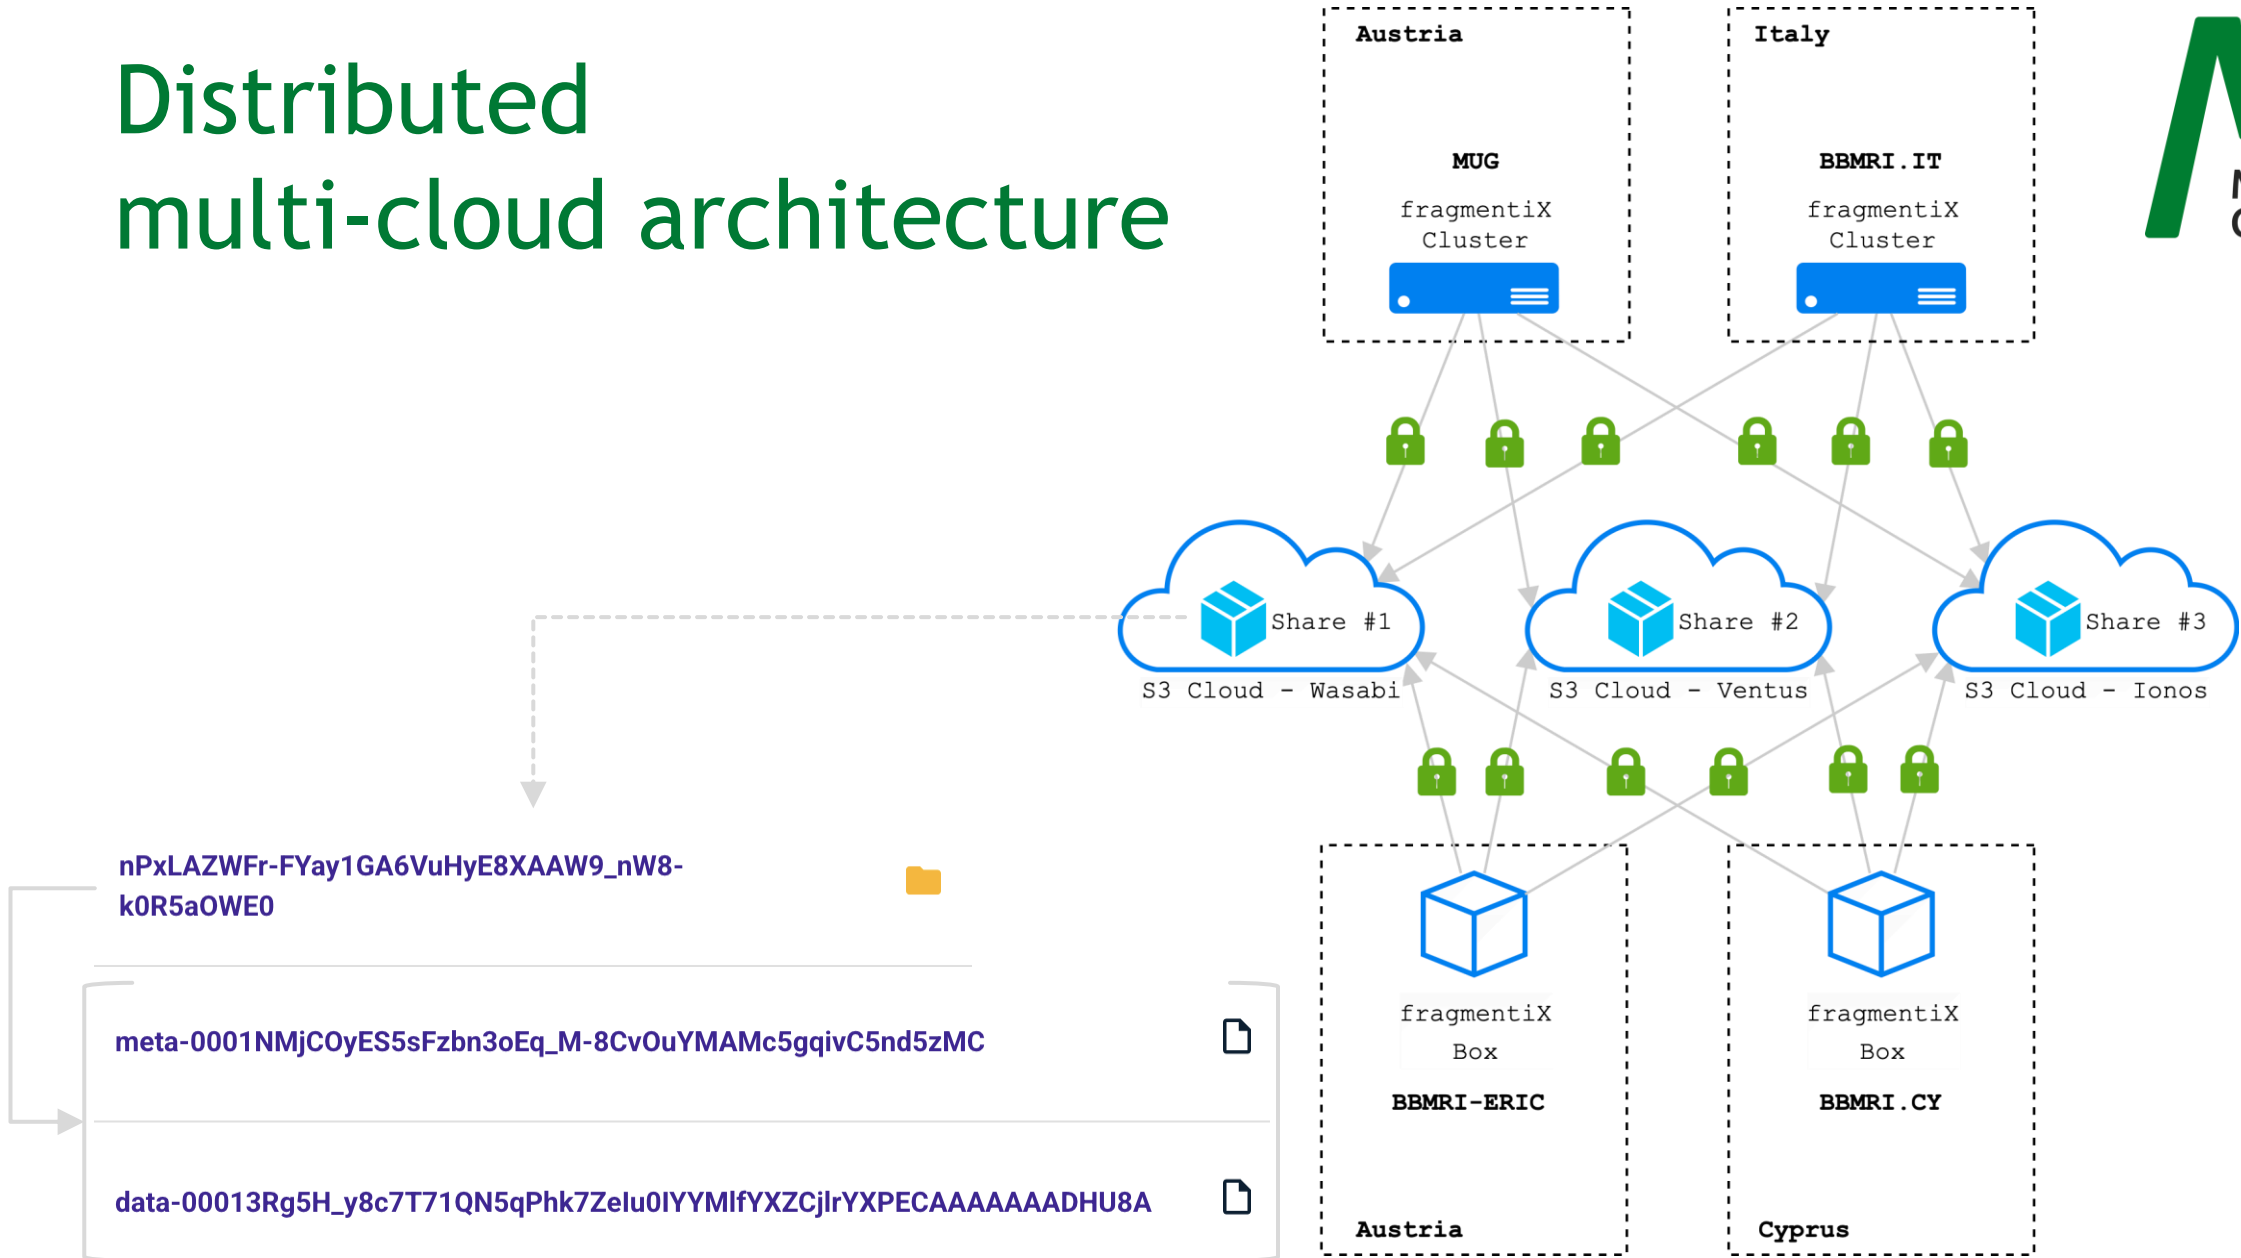 Distributed
multi-cloud architecture
Austria
MUG
fragmentiX
Cluster
Italy
BBMRI.IT
fragmentiX
Cluster
Share #1
S3 Cloud - Wasabi
Share #2
S3 Cloud - Ventus
Share #3
S3 Cloud - Ionos
nPxLAZWFr-FYay1GA6VuHyE8XAAW9_nW8-
k0R5aOWE0
meta-0001NMjCOyES5sFzbn3oEq_M-8CvOuYMAMc5gqivC5nd5zMC
data-00013Rg5H_y8c7T71QN5qPhk7ZeIu0IYYMlfYXZCjlrYXPECAAAAAAADHU8A
fragmentiX
Box
BBMRI-ERIC
Austria
fragmentiX
Box
BBMRI.CY
Cyprus